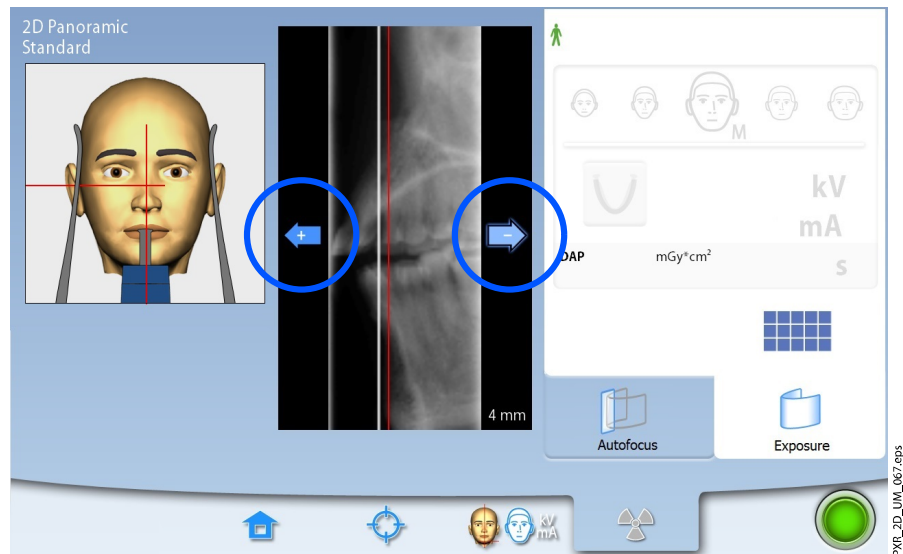 2D Panoramic
Standard
+
−
4 mm
M
kV
mA
DAP mGy*cm²
s
Autofocus
Exposure
kV
mA
PXR_2D_UM_067.eps